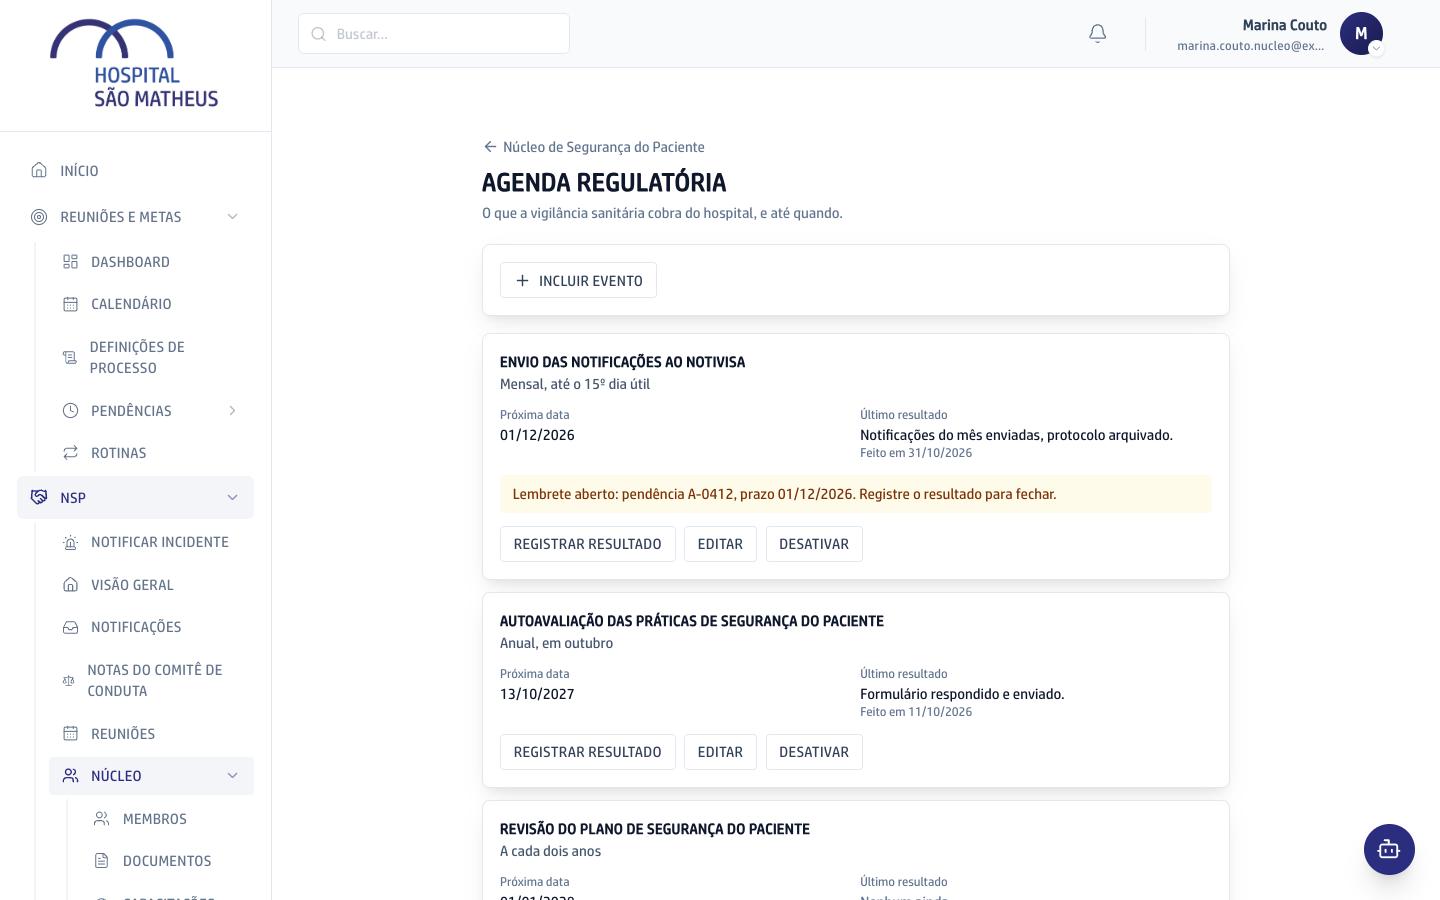 HOSPITAL
SÃO MATHEUS
INÍCIO
REUNIÕES E METAS
DASHBOARD
CALENDÁRIO
DEFINIÇÕES DE
PROCESSO
PENDÊNCIAS
ROTINAS
NSP
NOTIFICAR INCIDENTE
VISÃO GERAL
NOTIFICAÇÕES
NOTAS DO COMITÊ DE
CONDUTA
REUNIÕES
NÚCLEO
MEMBROS
DOCUMENTOS
Buscar...
Marina Couto
marina.couto.nucleo@ex...
M
Núcleo de Segurança do Paciente
AGENDA REGULATÓRIA
O que a vigilância sanitária cobra do hospital, e até quando.
INCLUIR EVENTO
ENVIO DAS NOTIFICAÇÕES AO NOTIVISA
Mensal, até o 15º dia útil
Próxima data
01/12/2026
Último resultado
Notificações do mês enviadas, protocolo arquivado.
Feito em 31/10/2026
Lembrete aberto: pendência A-0412, prazo 01/12/2026. Registre o resultado para fechar.
REGISTRAR RESULTADO EDITAR DESATIVAR
AUTOAVALIAÇÃO DAS PRÁTICAS DE SEGURANÇA DO PACIENTE
Anual, em outubro
Próxima data
13/10/2027
Último resultado
Formulário respondido e enviado.
Feito em 11/10/2026
REGISTRAR RESULTADO EDITAR DESATIVAR
REVISÃO DO PLANO DE SEGURANÇA DO PACIENTE
A cada dois anos
Próxima data
Último resultado